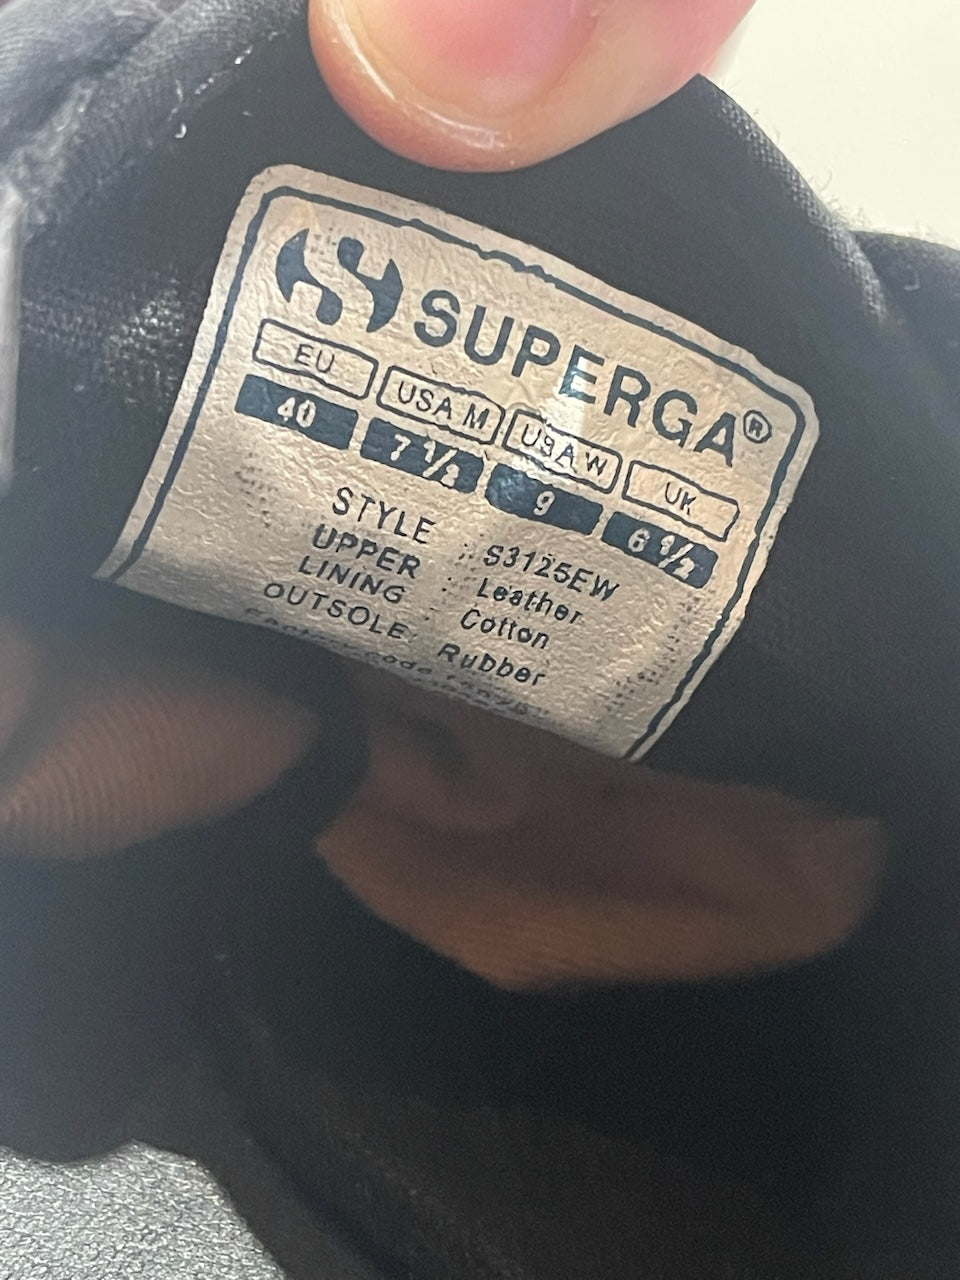 SUPERGA®
EU USA M USA W UK
40 7 1/2 9 6 1/2
STYLE : S3125EW
UPPER : Leather
LINING : Cotton
OUTSOLE : Rubber
code